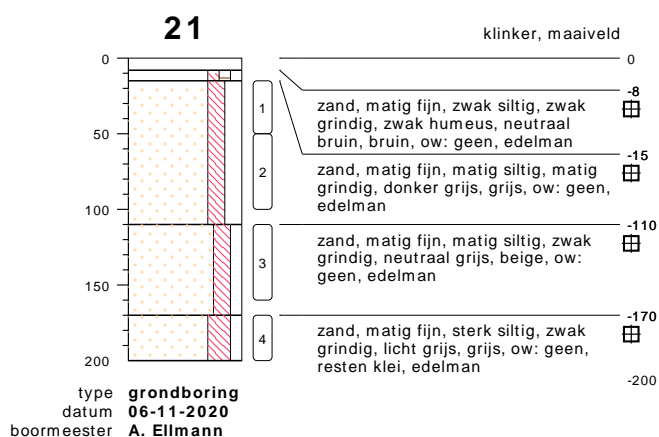 21
klinker, maaiveld
0
0
-8
1
zand, matig fijn, zwak siltig, zwak
grindig, zwak humeus, neutraal
bruin, bruin, ow: geen, edelman
50
-15
2
zand, matig fijn, matig siltig, matig
grindig, donker grijs, grijs, ow: geen,
edelman
100
-110
3
zand, matig fijn, matig siltig, zwak
grindig, neutraal grijs, beige, ow:
geen, edelman
150
-170
4
zand, matig fijn, sterk siltig, zwak
grindig, licht grijs, grijs, ow: geen,
resten klei, edelman
200
-200
type grondboring
datum 06-11-2020
boormeester A. Ellmann